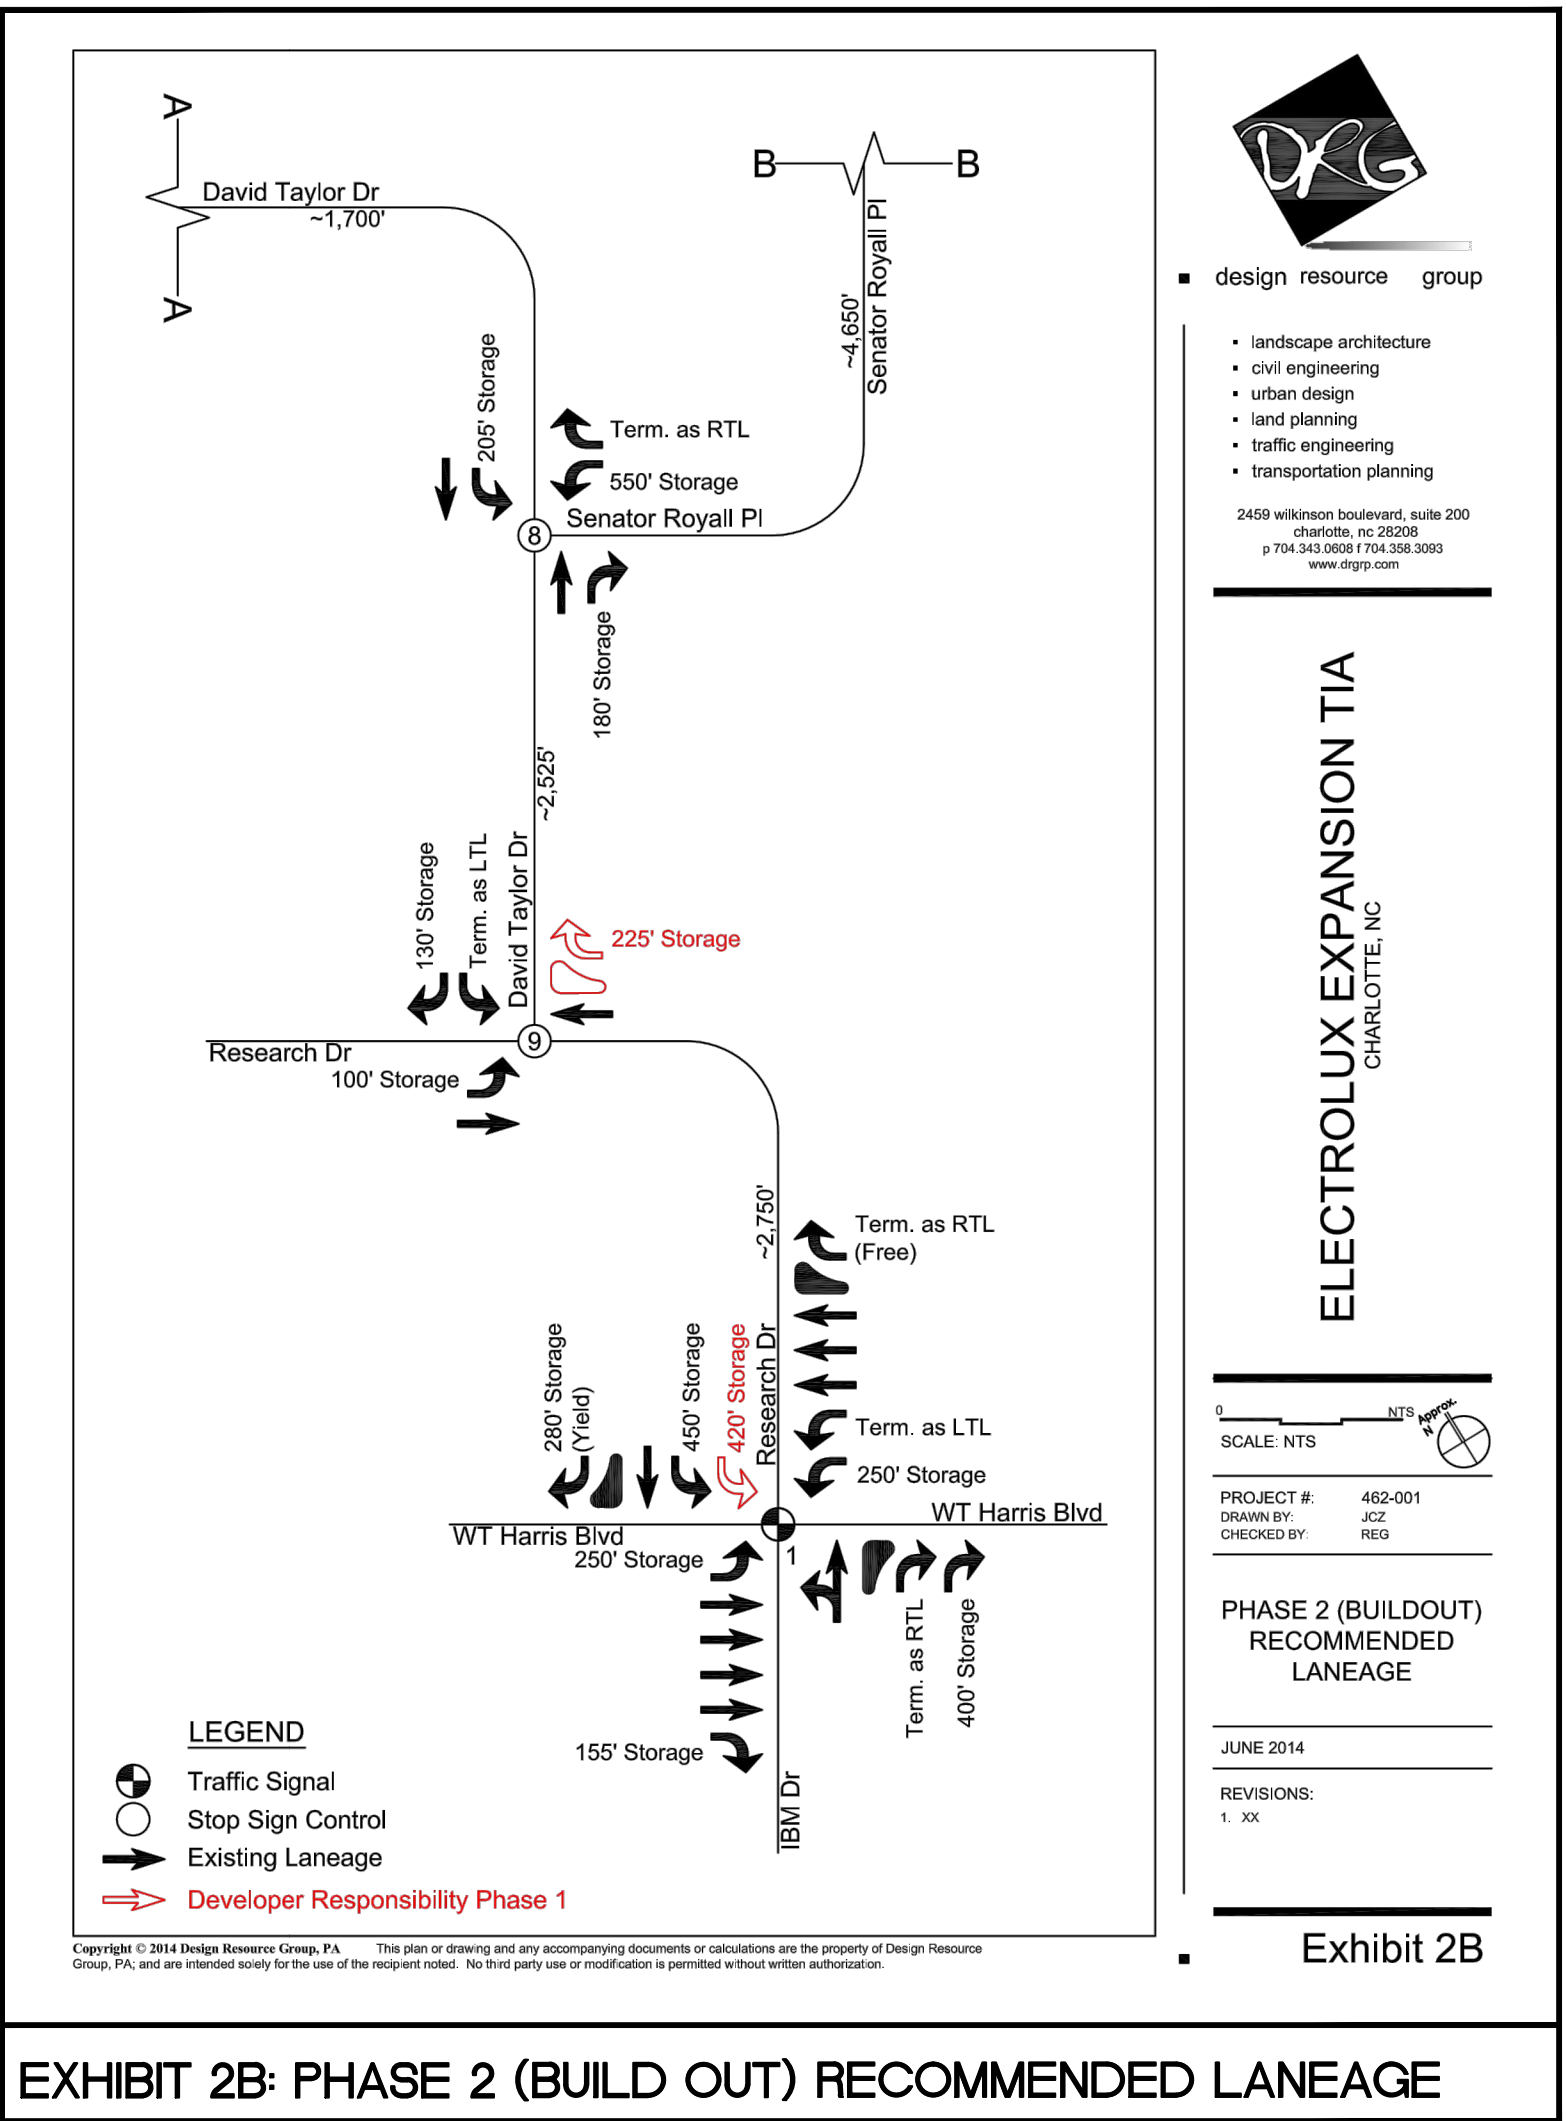 A
A
David Taylor Dr
~1,700'
B
B
Senator Royall Pl
~4,650'
205' Storage
Term. as RTL
550' Storage
Senator Royall Pl
8
180' Storage
~2,525'
David Taylor Dr
130' Storage
Term. as LTL
225' Storage
9
Research Dr
100' Storage
~2,750'
Research Dr
Term. as RTL
(Free)
280' Storage
(Yield)
450' Storage
420' Storage
Term. as LTL
250' Storage
WT Harris Blvd
WT Harris Blvd
250' Storage
1
Term. as RTL
400' Storage
155' Storage
IBM Dr
LEGEND
Traffic Signal
Stop Sign Control
Existing Laneage
Developer Responsibility Phase 1
Copyright © 2014 Design Resource Group, PA This plan or drawing and any accompanying documents or calculations are the property of Design Resource
Group, PA; and are intended solely for the use of the recipient noted. No third party use or modification is permitted without written authorization.
DRG
design resource group
landscape architecture
civil engineering
urban design
land planning
traffic engineering
transportation planning
2459 wilkinson boulevard, suite 200
charlotte, nc 28208
p 704.343.0608 f 704.358.3093
www.drgrp.com
ELECTROLUX EXPANSION TIA
CHARLOTTE, NC
0 NTS
Approx.
N
SCALE: NTS
PROJECT #: 462-001
DRAWN BY: JCZ
CHECKED BY: REG
PHASE 2 (BUILDOUT)
RECOMMENDED
LANEAGE
JUNE 2014
REVISIONS:
1. XX
Exhibit 2B
EXHIBIT 2B: PHASE 2 (BUILD OUT) RECOMMENDED LANEAGE